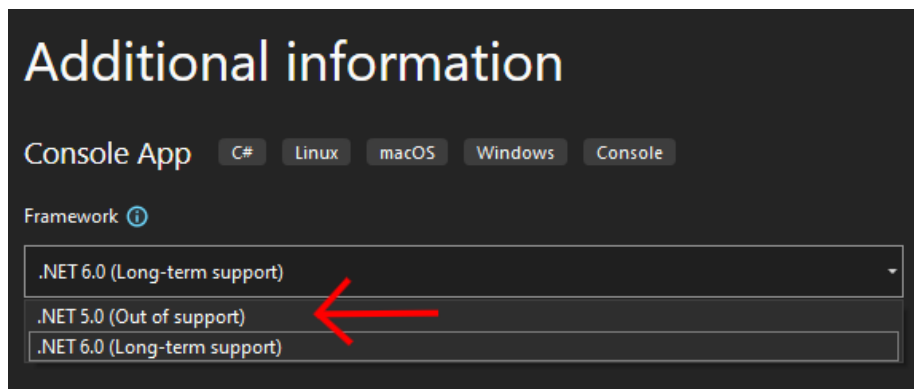 Additional information
Console App C# Linux macOS Windows Console
Framework
.NET 6.0 (Long-term support)
.NET 5.0 (Out of support)
.NET 6.0 (Long-term support)